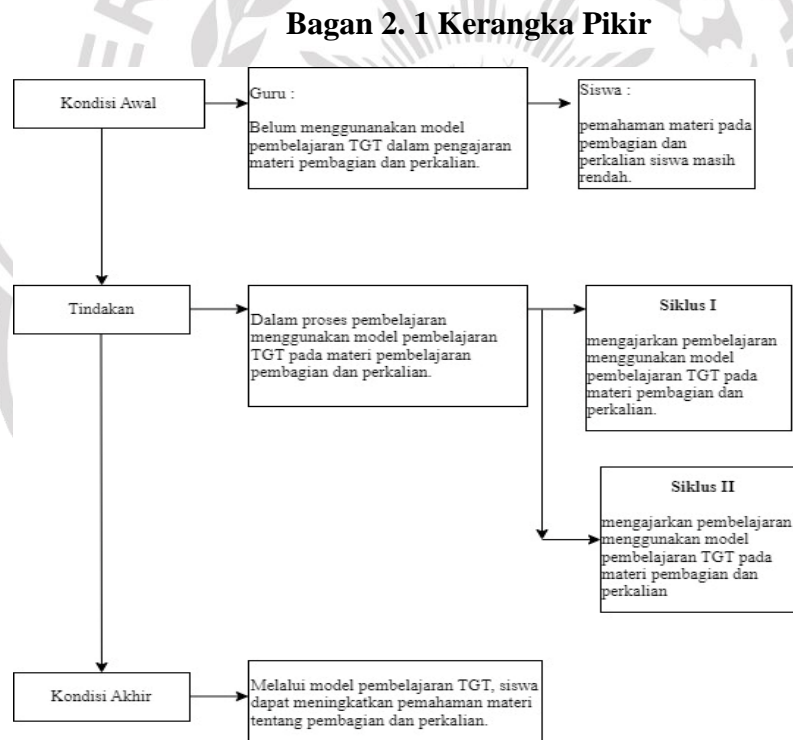 Bagan 2. 1 Kerangka Pikir
Kondisi Awal
Guru :
Belum menggunanakan model
pembelajaran TGT dalam pengajaran
materi pembagian dan perkalian.
Siswa :
pemahaman materi pada
pembagian dan
perkalian siswa masih
rendah.
Tindakan
Dalam proses pembelajaran
menggunakan model pembelajaran
TGT pada materi pembelajaran
pembagian dan perkalian.
Siklus I
mengajarkan pembelajaran
menggunakan model
pembelajaran TGT pada
materi pembagian dan
perkalian.
Siklus II
mengajarkan pembelajaran
menggunakan model
pembelajaran TGT pada
materi pembagian dan
perkalian
Kondisi Akhir
Melalui model pembelajaran TGT, siswa
dapat meningkatkan pemahaman materi
tentang pembagian dan perkalian.